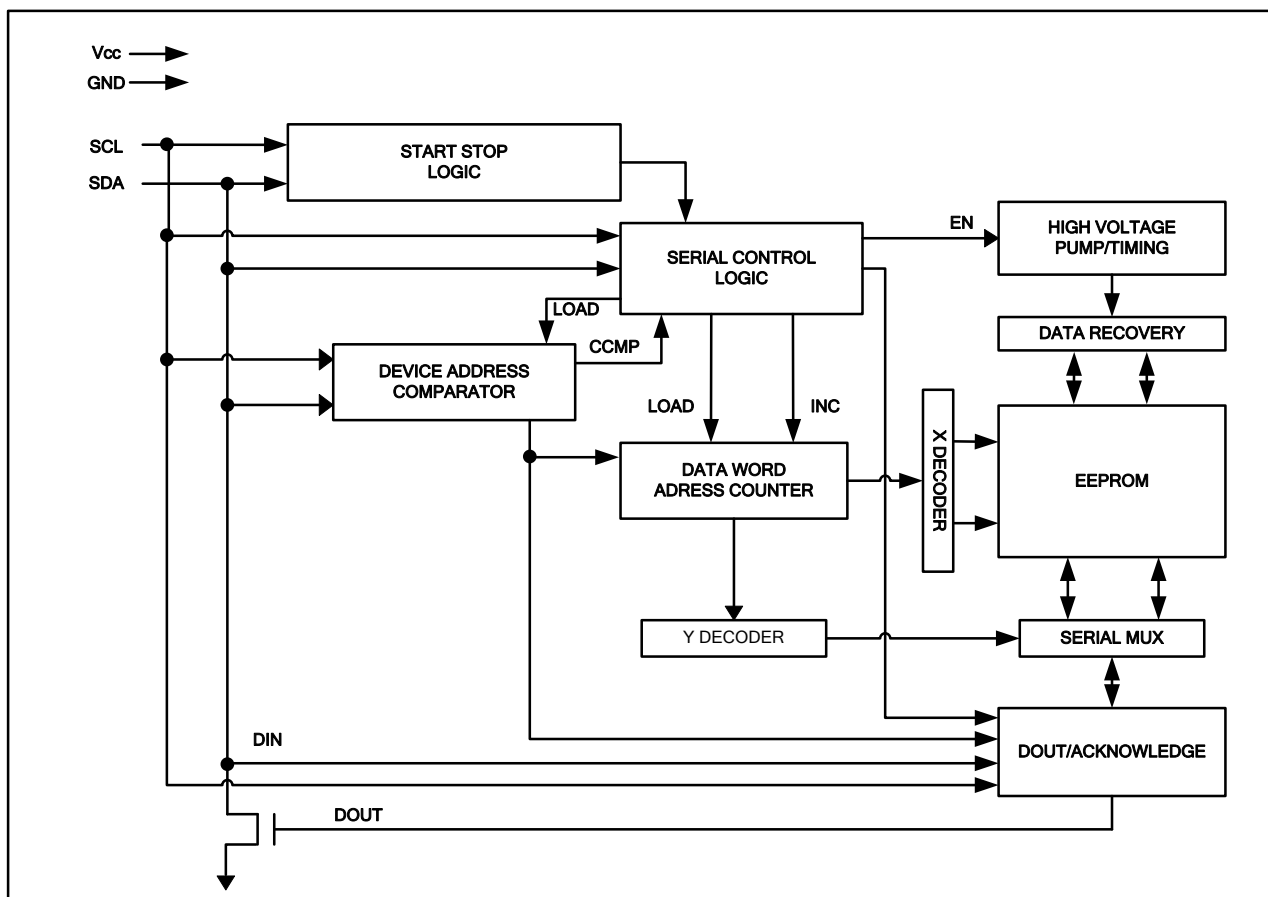 Vcc
GND
SCL
SDA
START STOP
LOGIC
EN
HIGH VOLTAGE
PUMP/TIMING
SERIAL CONTROL
LOGIC
LOAD
CCMP
DATA RECOVERY
DEVICE ADDRESS
COMPARATOR
LOAD
INC
X DECODER
EEPROM
DATA WORD
ADRESS COUNTER
Y DECODER
SERIAL MUX
DIN
DOUT/ACKNOWLEDGE
DOUT